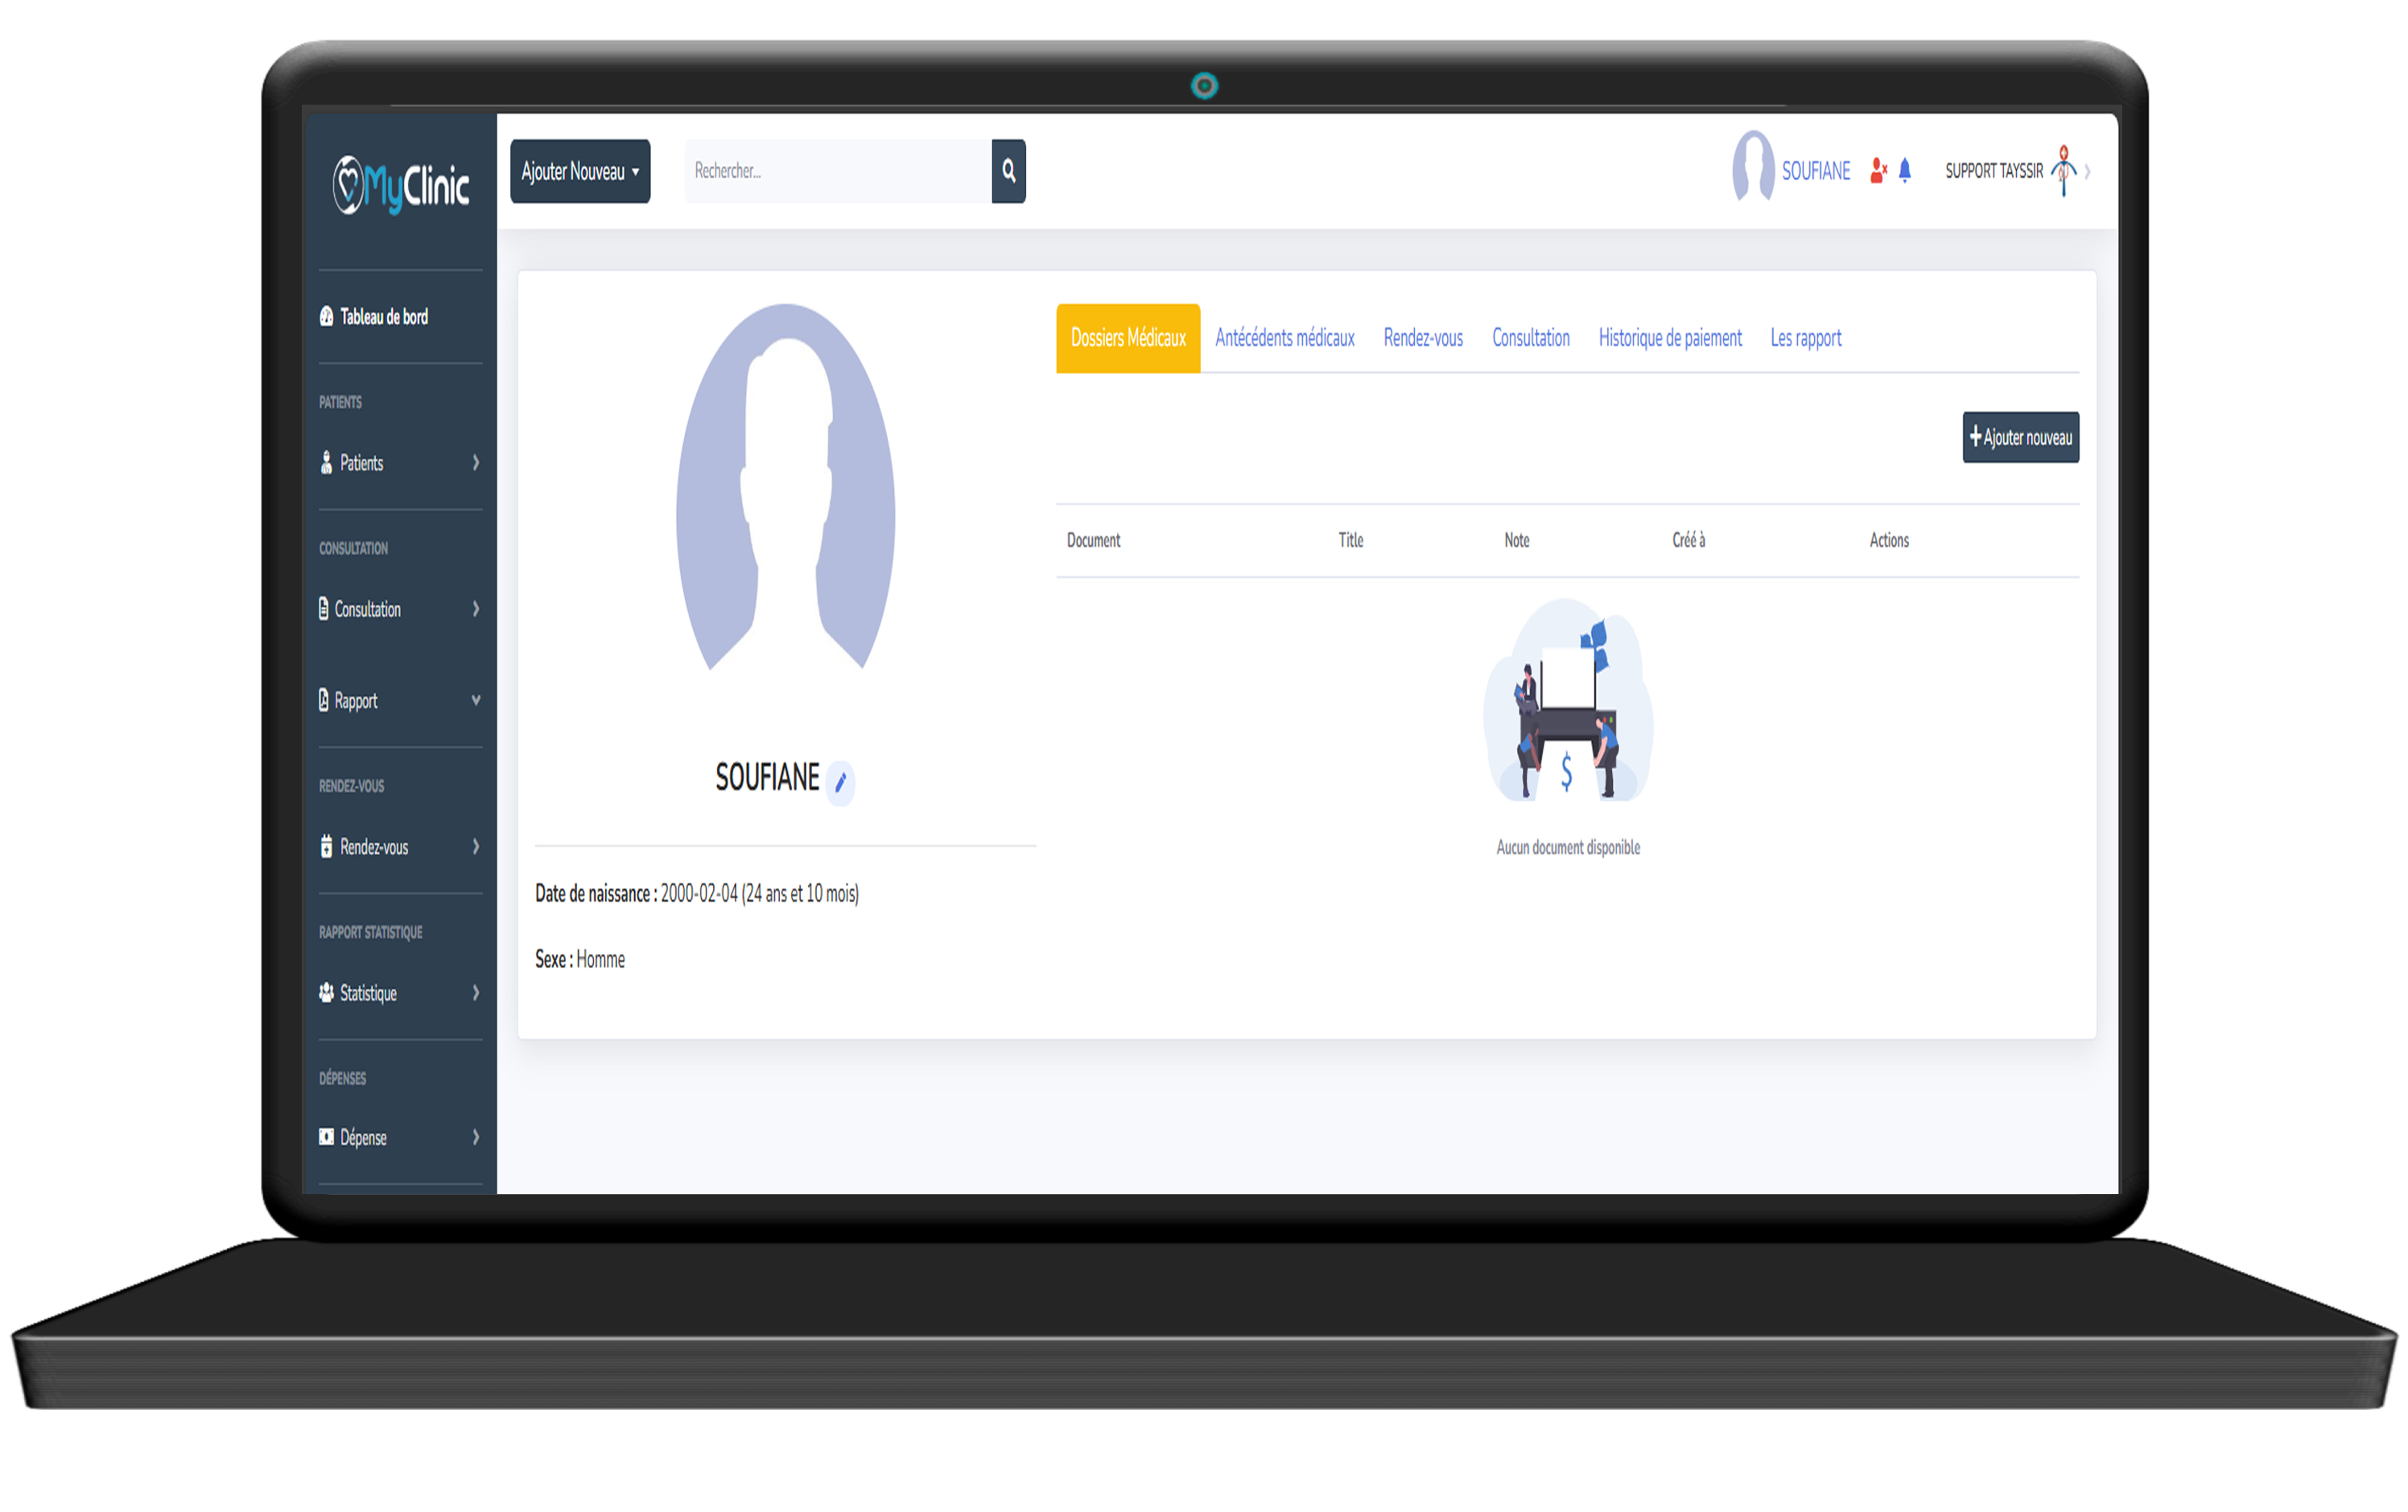 MyClinic
Ajouter Nouveau
Rechercher...
SOUFIANE
SUPPORT TAYSSIR
Tableau de bord
PATIENTS
Patients
CONSULTATION
Consultation
Rapport
RENDEZ-VOUS
Rendez-vous
RAPPORT STATISTIQUE
Statistique
DÉPENSES
Dépense
SOUFIANE
Date de naissance : 2000-02-04 (24 ans et 10 mois)
Sexe : Homme
Dossiers Médicaux Antécédents médicaux Rendez-vous Consultation Historique de paiement Les rapport
+ Ajouter nouveau
Document Title Note Créé à Actions
$
Aucun document disponible